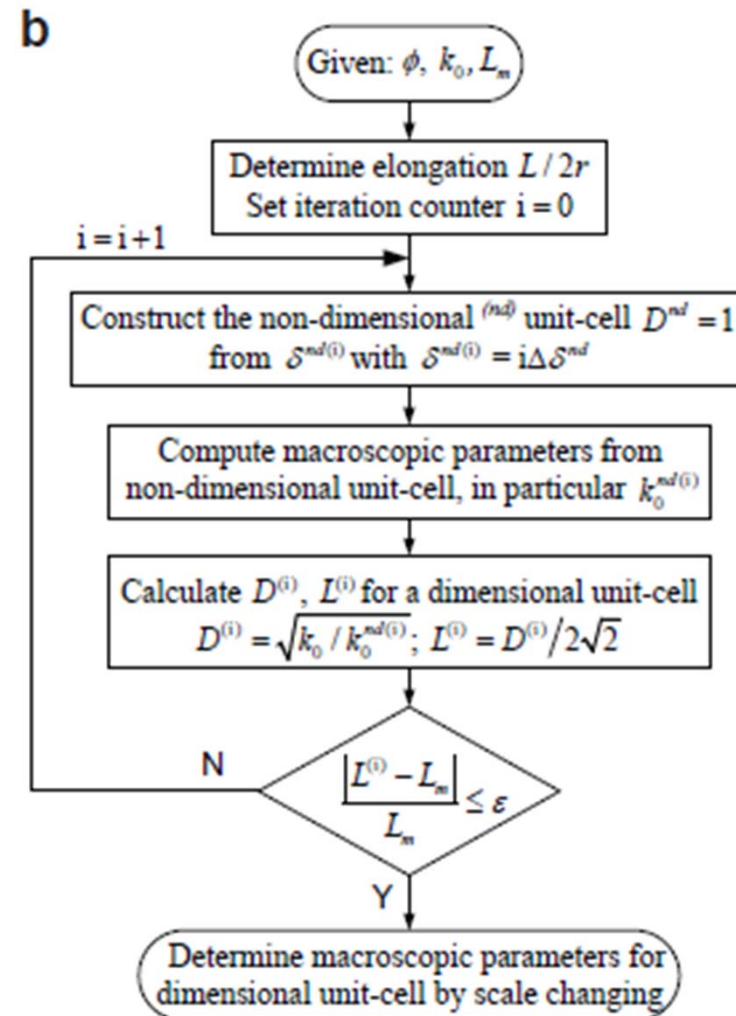 b
Given: ϕ, k₀, Lₘ
Determine elongation L / 2r
Set iteration counter i = 0
i = i+1
Construct the non-dimensional ⁽ⁿᵈ⁾ unit-cell Dⁿᵈ = 1
from δⁿᵈ⁽ⁱ⁾ with δⁿᵈ⁽ⁱ⁾ = iΔδⁿᵈ
Compute macroscopic parameters from
non-dimensional unit-cell, in particular k₀ⁿᵈ⁽ⁱ⁾
Calculate D⁽ⁱ⁾, L⁽ⁱ⁾ for a dimensional unit-cell
D⁽ⁱ⁾ = √(k₀ / k₀ⁿᵈ⁽ⁱ⁾); L⁽ⁱ⁾ = D⁽ⁱ⁾/2√2
N
|L⁽ⁱ⁾ − Lₘ|
≤ ε
Lₘ
Y
Determine macroscopic parameters for
dimensional unit-cell by scale changing